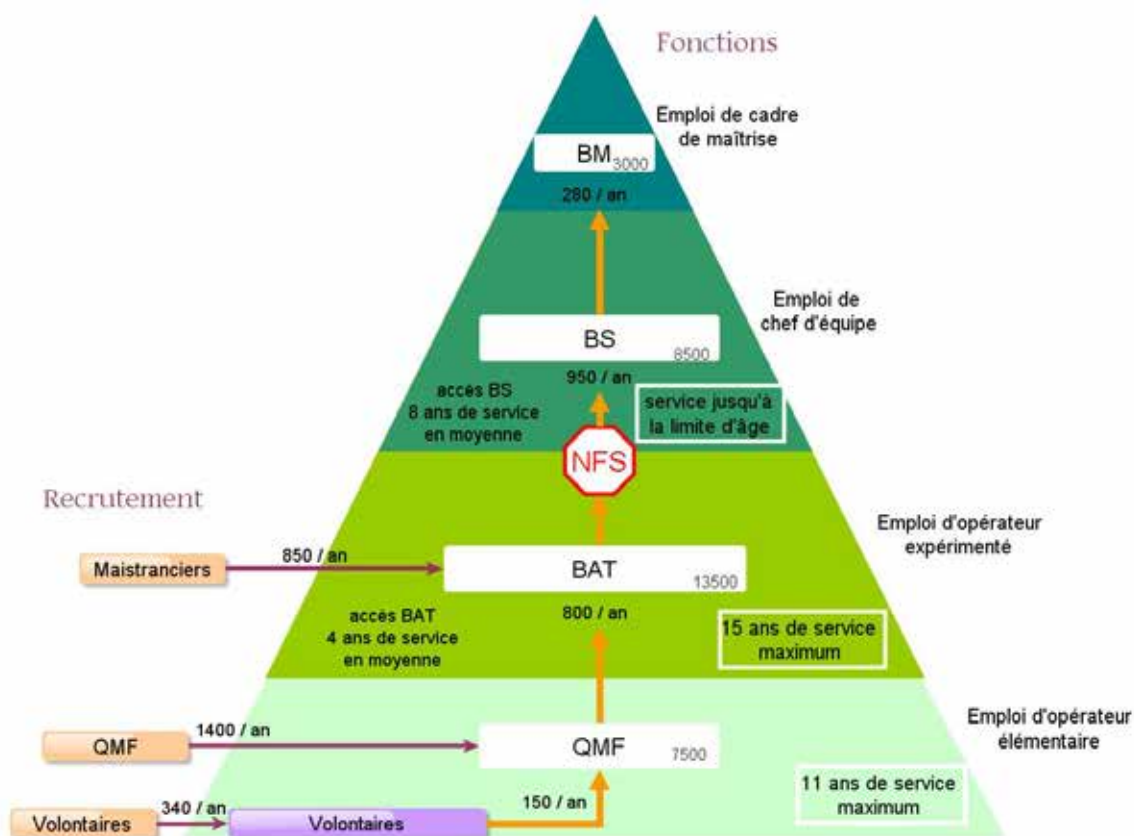 Fonctions
Emploi de cadre
de maîtrise
BM 3000
280 / an
Emploi de
chef d'équipe
BS
8500
950 / an
accès BS
8 ans de service
en moyenne
service jusqu'à
la limite d'âge
NFS
Recrutement
Emploi d'opérateur
expérimenté
850 / an
Maistranciers
BAT
13500
accès BAT
4 ans de service
en moyenne
800 / an
15 ans de service
maximum
Emploi d'opérateur
élémentaire
1400 / an
QMF
QMF
7500
11 ans de service
maximum
340 / an
150 / an
Volontaires
Volontaires